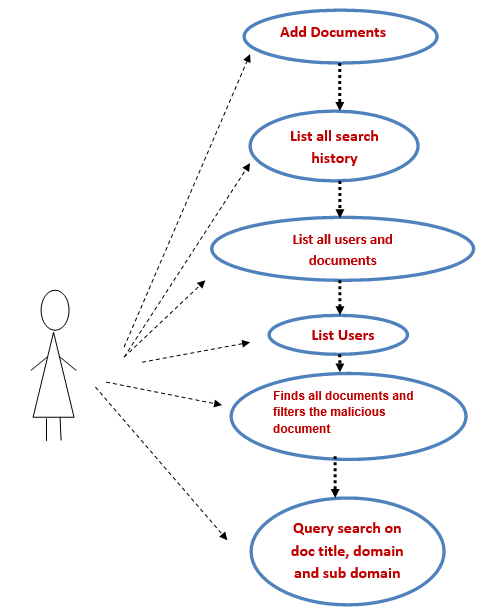 Add Documents
List all search
history
List all users and
documents
List Users
Finds all documents and
filters the malicious
document
Query search on
doc title, domain
and sub domain